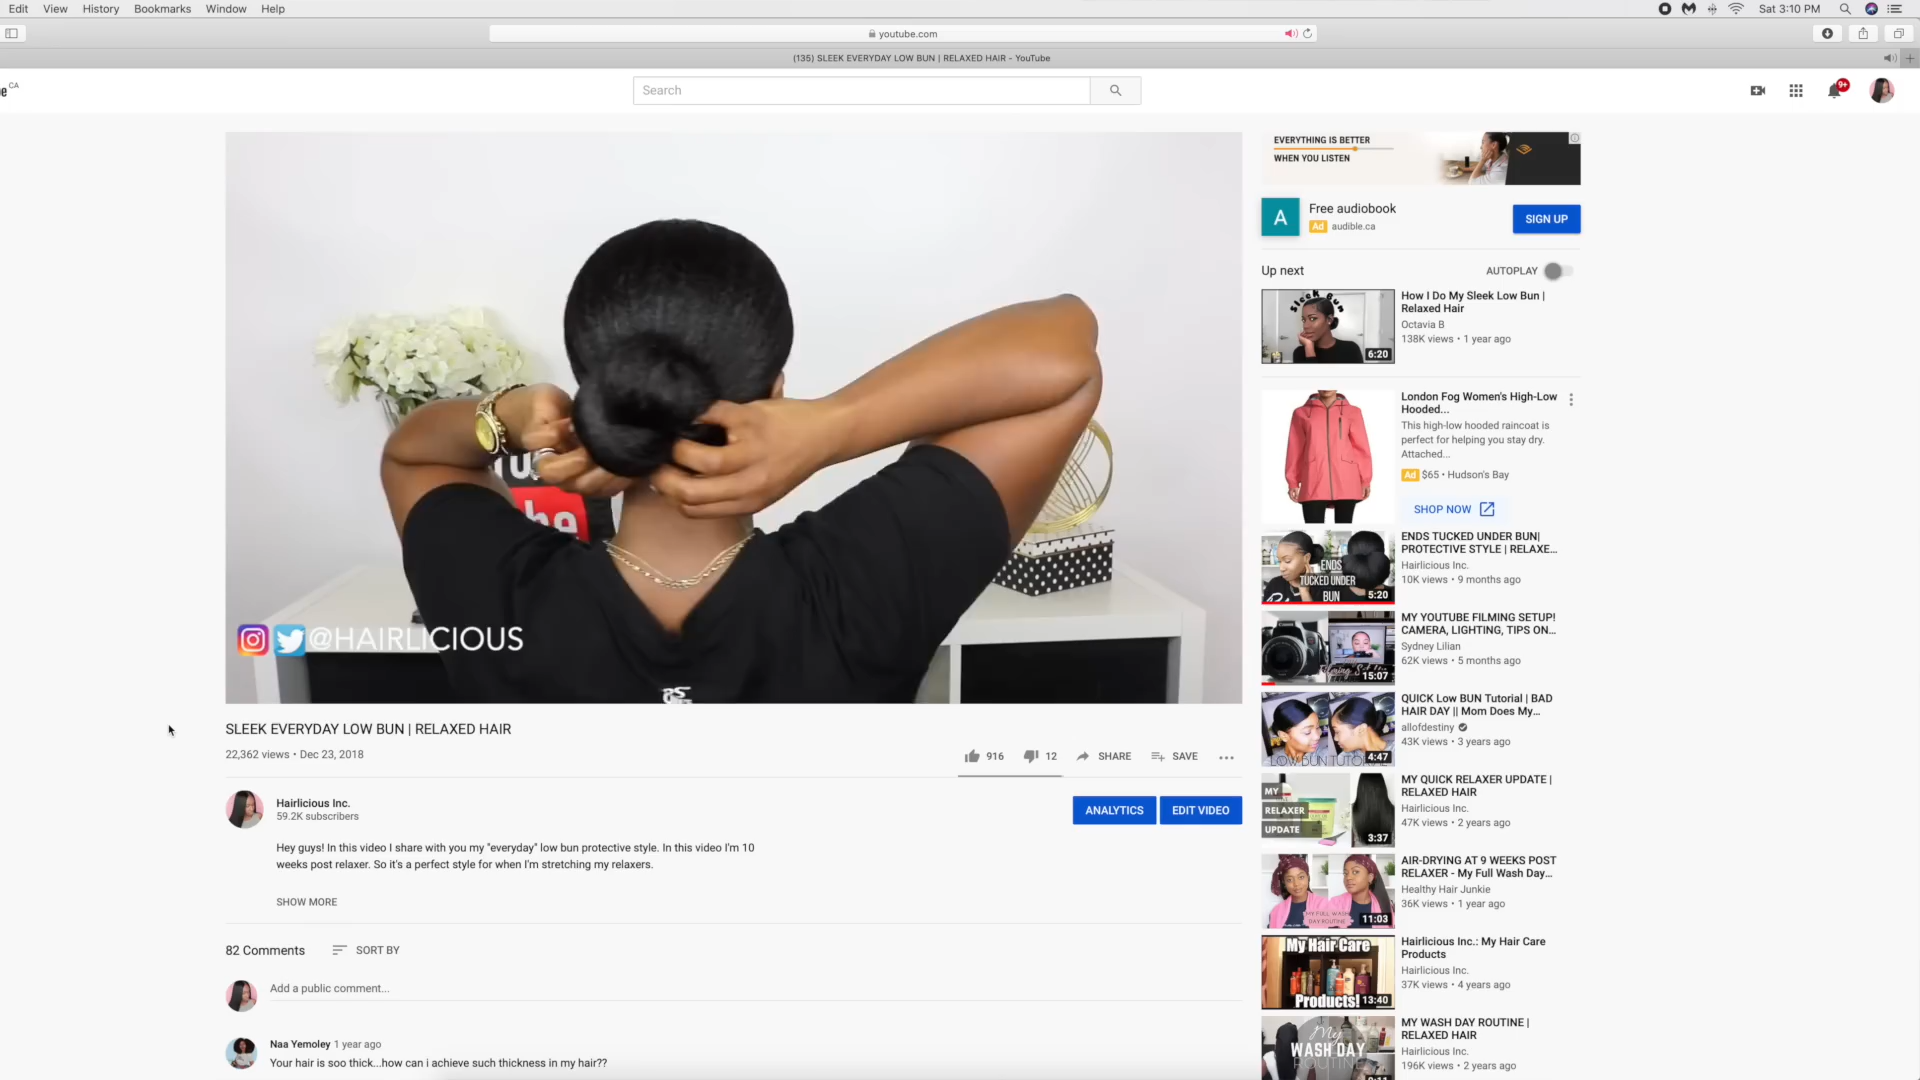 Edit View History Bookmarks Window Help
Sat 3:10 PM
youtube.com
(135) SLEEK EVERYDAY LOW BUN | RELAXED HAIR - YouTube
CA
Search
9+
@HAIRLICIOUS
SLEEK EVERYDAY LOW BUN | RELAXED HAIR
22,362 views • Dec 23, 2018
916 12 SHARE SAVE
Hairlicious Inc.
59.2K subscribers
ANALYTICS EDIT VIDEO
Hey guys! In this video I share with you my "everyday" low bun protective style. In this video I'm 10
weeks post relaxer. So it's a perfect style for when I'm stretching my relaxers.
SHOW MORE
82 Comments SORT BY
Add a public comment...
Naa Yemoley 1 year ago
Your hair is soo thick...how can i achieve such thickness in my hair??
EVERYTHING IS BETTER
WHEN YOU LISTEN
A
Free audiobook
Ad audible.ca
SIGN UP
Up next AUTOPLAY
Sleek Bun
6:20
How I Do My Sleek Low Bun |
Relaxed Hair
Octavia B
138K views • 1 year ago
London Fog Women's High-Low
Hooded...
This high-low hooded raincoat is
perfect for helping you stay dry.
Attached...
Ad $65 • Hudson's Bay
SHOP NOW
ENDS
TUCKED UNDER
BUN
5:20
ENDS TUCKED UNDER BUN|
PROTECTIVE STYLE | RELAXE...
Hairlicious Inc.
10K views • 9 months ago
15:07
MY YOUTUBE FILMING SETUP!
CAMERA, LIGHTING, TIPS ON...
Sydney Lilian
62K views • 5 months ago
LOW BUN TUTORIAL
4:47
QUICK Low BUN Tutorial | BAD
HAIR DAY || Mom Does My...
allofdestiny
43K views • 3 years ago
MY
RELAXER
UPDATE
3:37
MY QUICK RELAXER UPDATE |
RELAXED HAIR
Hairlicious Inc.
47K views • 2 years ago
MY FULL WASH
DAY ROUTINE
11:03
AIR-DRYING AT 9 WEEKS POST
RELAXER - My Full Wash Day...
Healthy Hair Junkie
36K views • 1 year ago
My Hair Care
Products!
13:40
Hairlicious Inc.: My Hair Care
Products
Hairlicious Inc.
37K views • 4 years ago
My
WASH DAY
ROUTINE
MY WASH DAY ROUTINE |
RELAXED HAIR
Hairlicious Inc.
196K views • 2 years ago